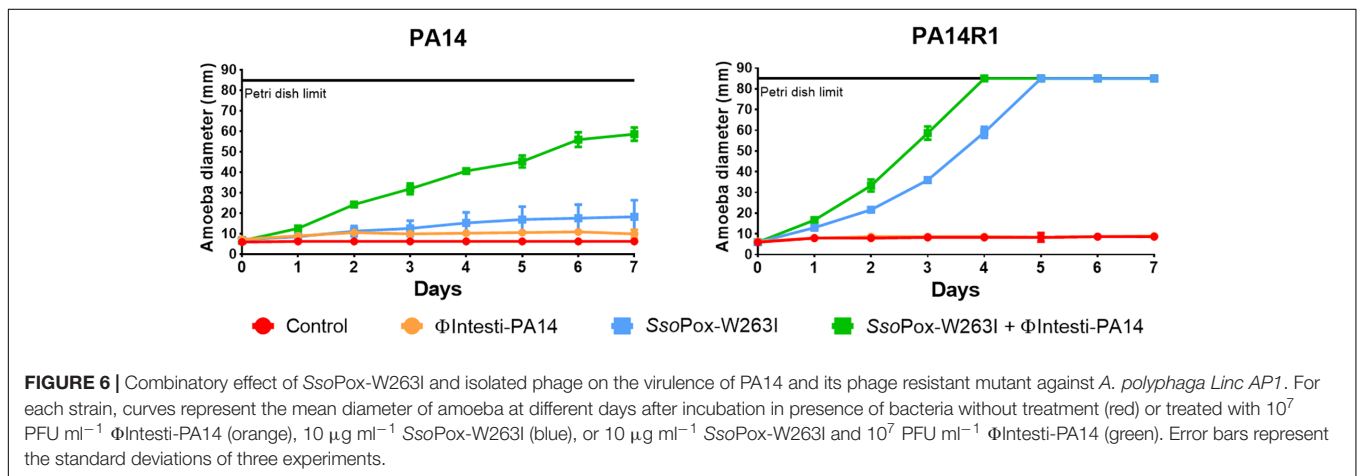 PA14
PA14R1
Amoeba diameter (mm)
90
80
70
60
50
40
30
20
10
0
Petri dish limit
0 1 2 3 4 5 6 7
Days
Amoeba diameter (mm)
90
80
70
60
50
40
30
20
10
0
Petri dish limit
0 1 2 3 4 5 6 7
Days
Control ΦIntesti-PA14 SsoPox-W263I SsoPox-W263I + ΦIntesti-PA14
FIGURE 6 | Combinatory effect of SsoPox-W263I and isolated phage on the virulence of PA14 and its phage resistant mutant against A. polyphaga Linc AP1. For
each strain, curves represent the mean diameter of amoeba at different days after incubation in presence of bacteria without treatment (red) or treated with 10⁷
PFU ml⁻¹ ΦIntesti-PA14 (orange), 10 μg ml⁻¹ SsoPox-W263I (blue), or 10 μg ml⁻¹ SsoPox-W263I and 10⁷ PFU ml⁻¹ ΦIntesti-PA14 (green). Error bars represent
the standard deviations of three experiments.